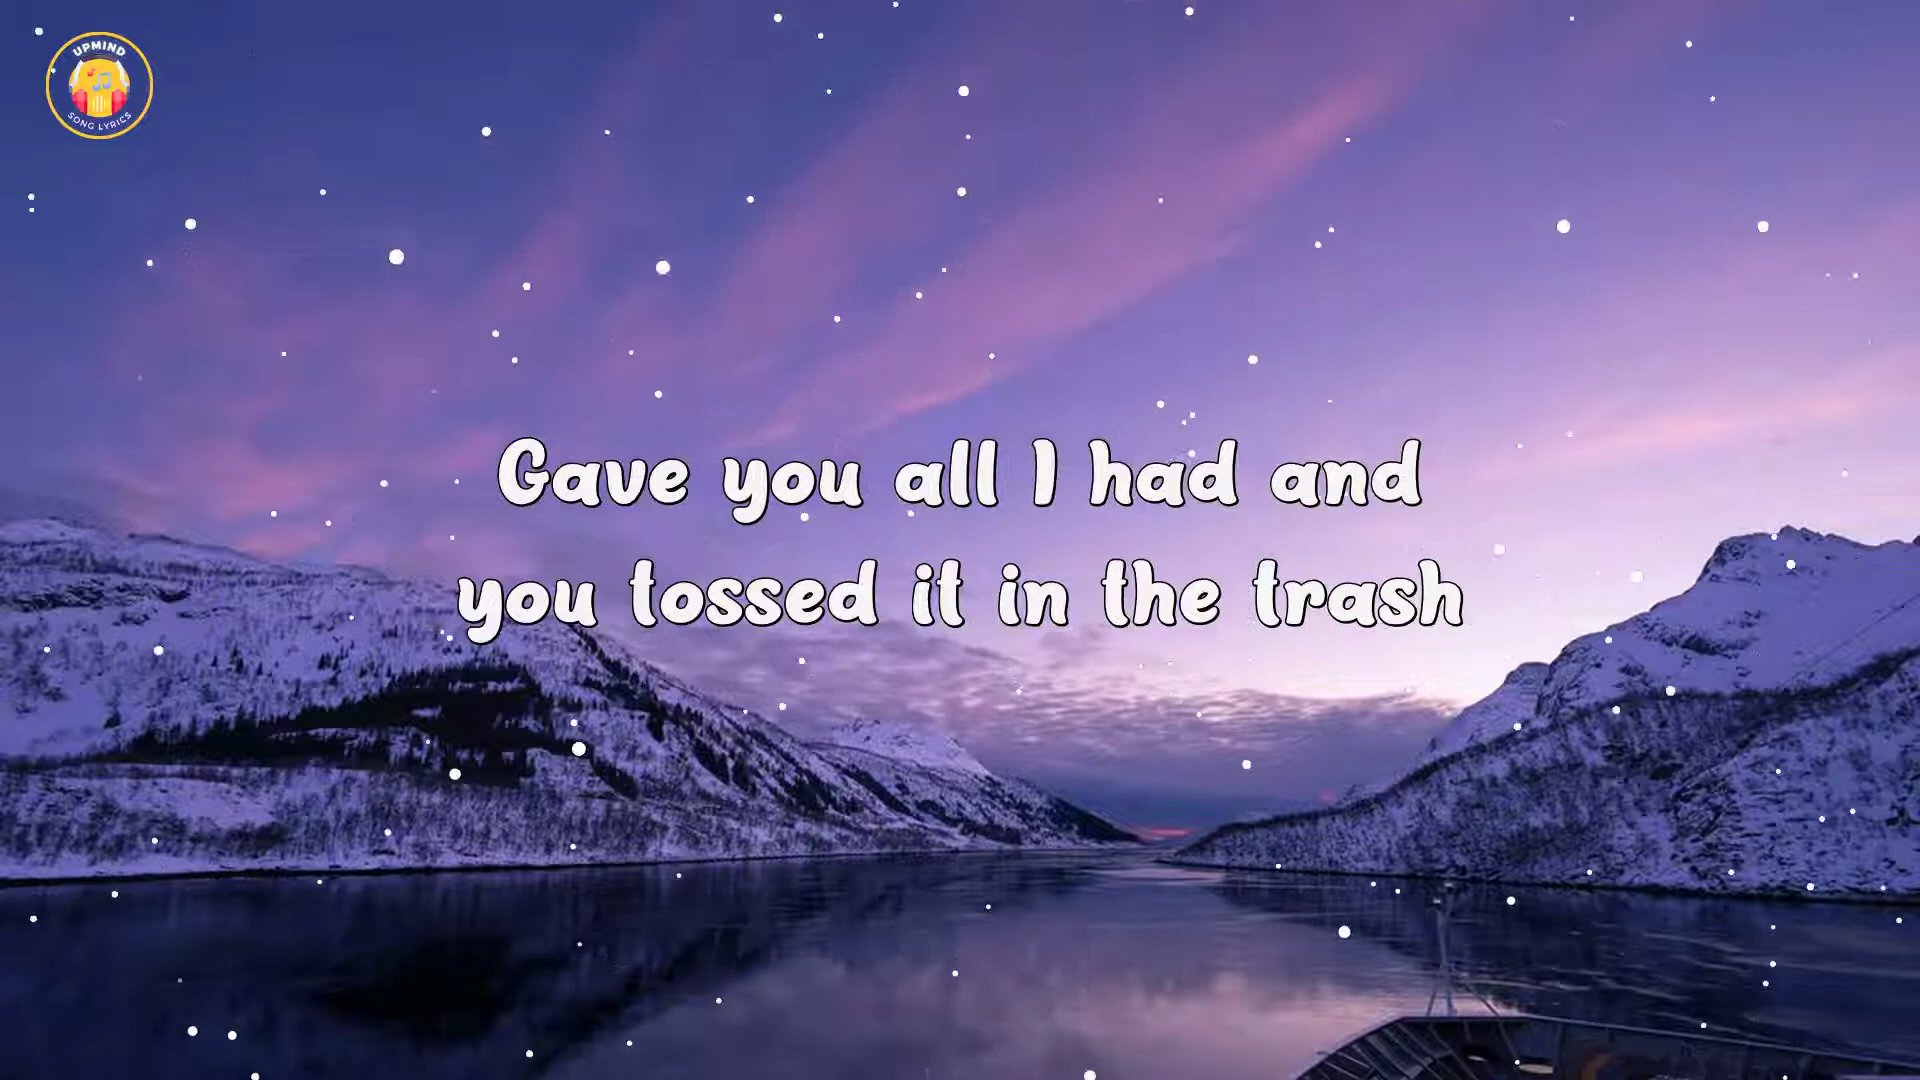 UPMIND
SONG LYRICS
Gave you all I had and
you tossed it in the trash